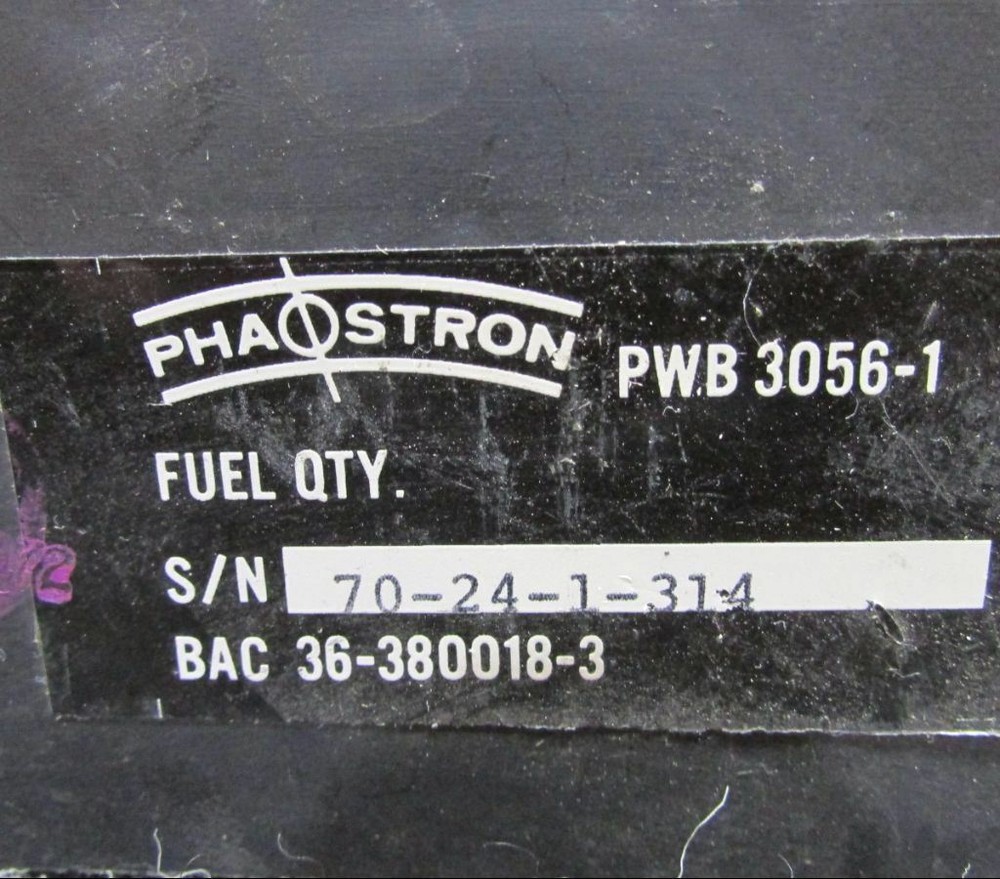 PHAOSTRON PWB 3056-1
FUEL QTY.
S/N 70-24-1-314
BAC 36-380018-3